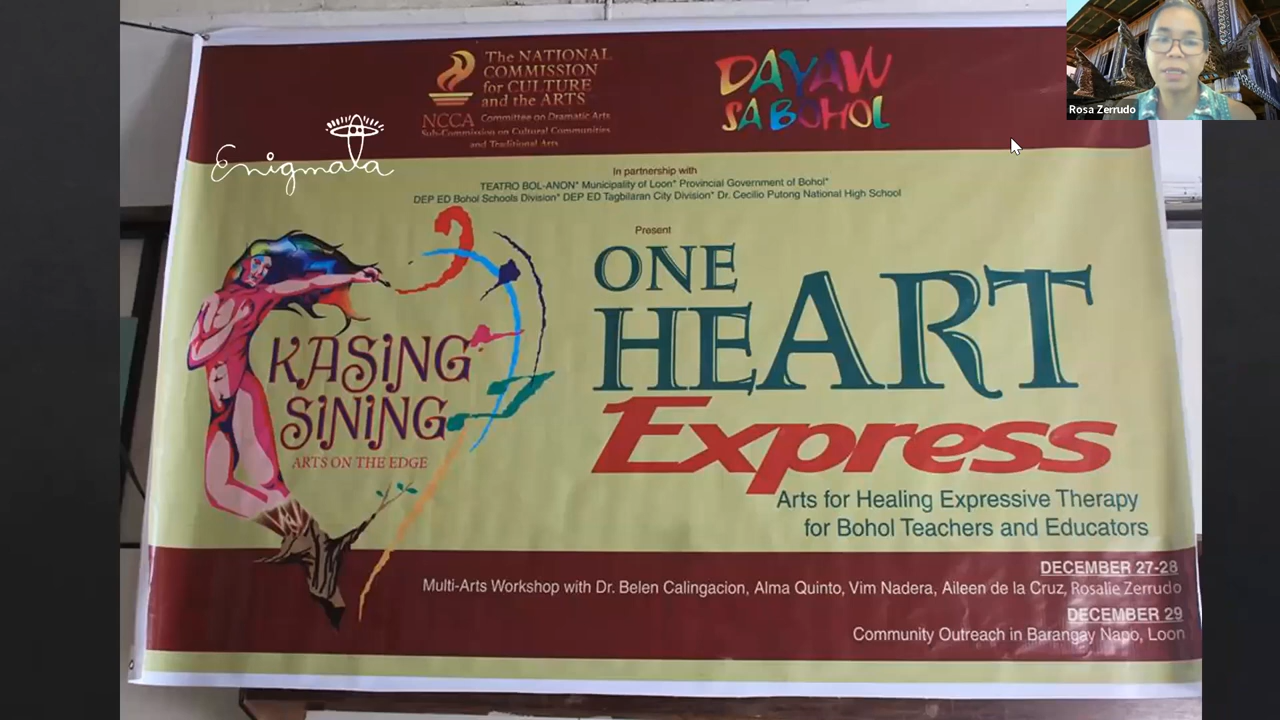 The NATIONAL
COMMISSION
for CULTURE
and the ARTS
NCCA Committee on Dramatic Arts
Sub-Commission on Cultural Communities
and Traditional Arts
DAYAW
SA BOHOL
Rosa Zerrudo
Enigmata
In partnership with
TEATRO BOL-ANON* Municipality of Loon* Provincial Government of Bohol*
DEP ED Bohol Schools Division* DEP ED Tagbilaran City Division* Dr. Cecilio Putong National High School
Present
ONE
HEART
Express
KASiNG
SiNiNG
ARTS ON THE EDGE
Arts for Healing Expressive Therapy
for Bohol Teachers and Educators
DECEMBER 27-28
Multi-Arts Workshop with Dr. Belen Calingacion, Alma Quinto, Vim Nadera, Aileen de la Cruz, Rosalie Zerrudo
DECEMBER 29
Community Outreach in Barangay Napo, Loon